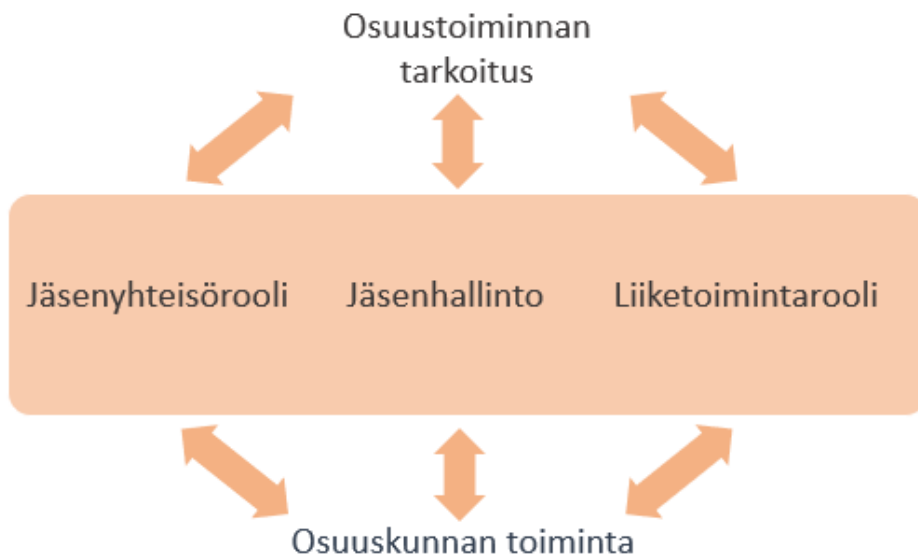 Osuustoiminnan
tarkoitus
Jäsenyhteisörooli Jäsenhallinto Liiketoimintarooli
Osuuskunnan toiminta